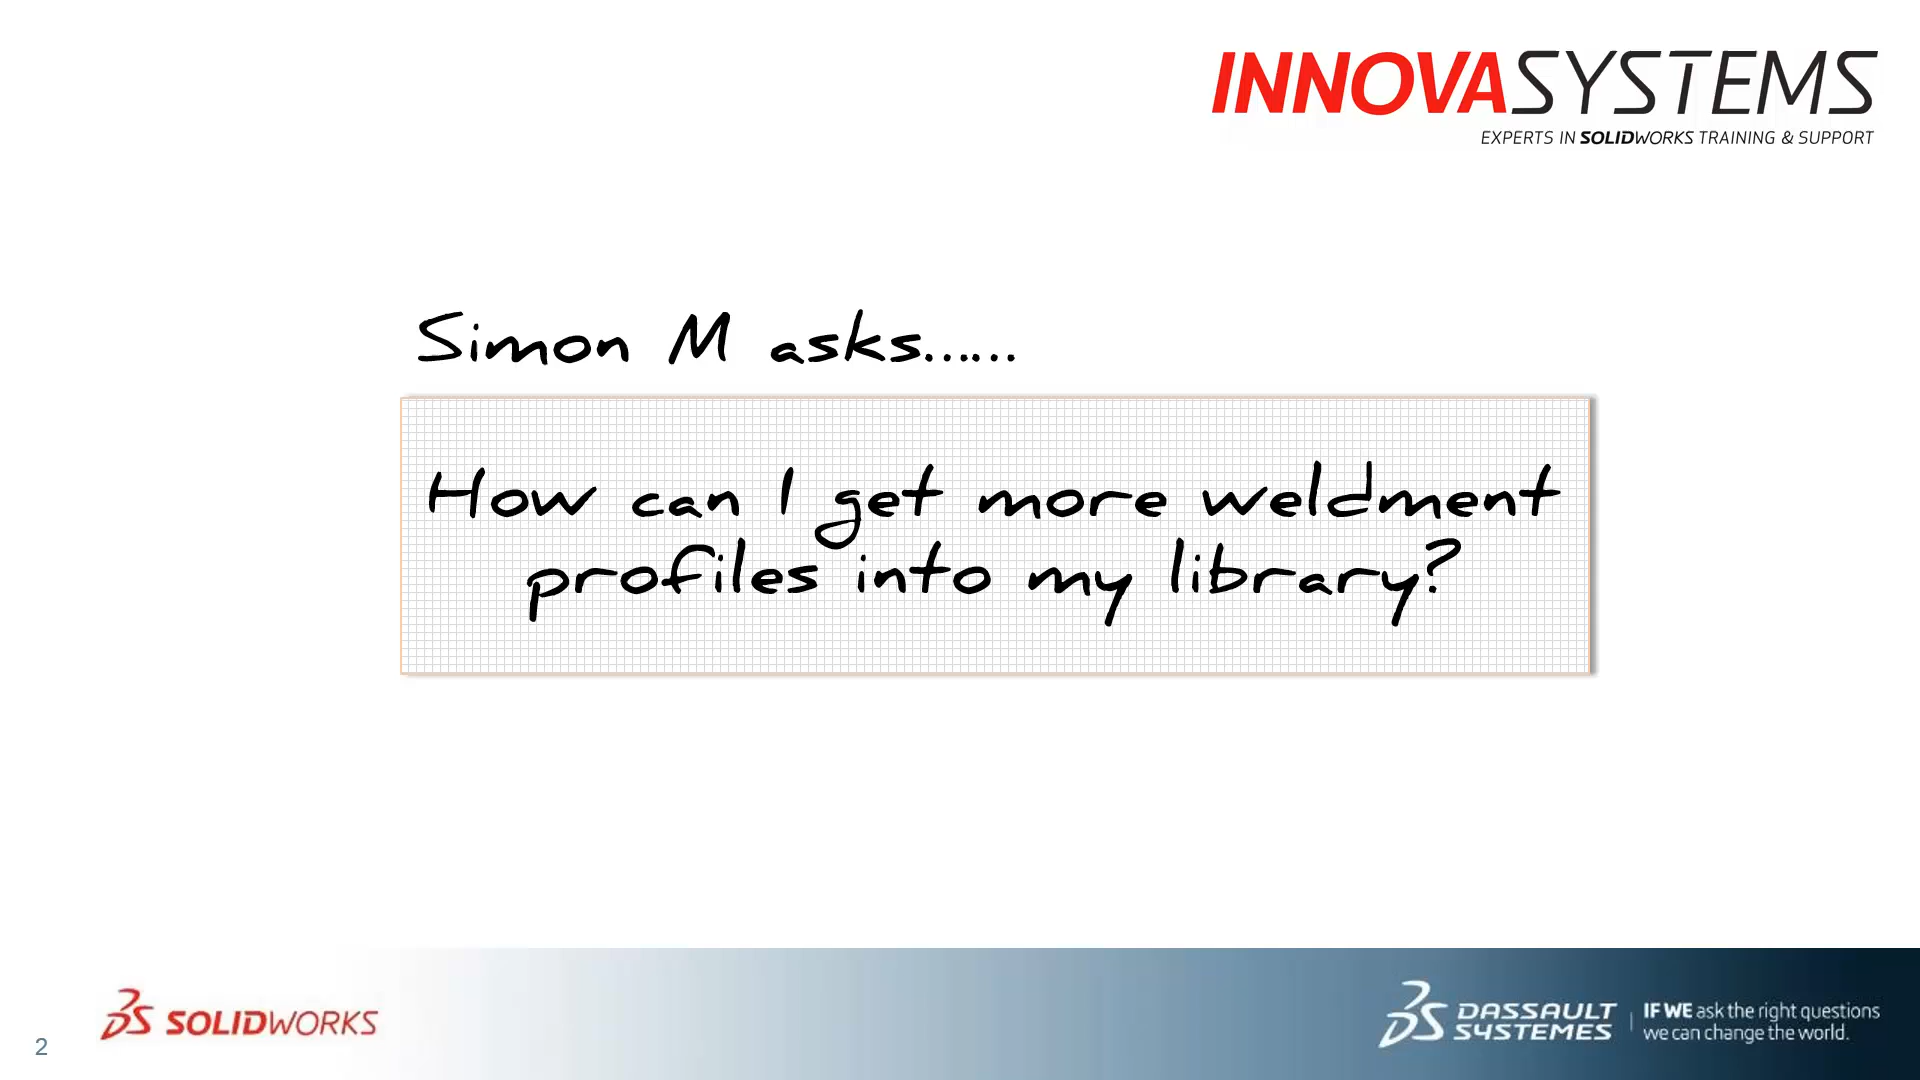 INNOVASYSTEMS
EXPERTS IN SOLIDWORKS TRAINING & SUPPORT
Simon M asks......
How can I get more weldment
profiles into my library?
2
SOLIDWORKS
DASSAULT
SYSTEMES
IF WE ask the right questions
we can change the world.